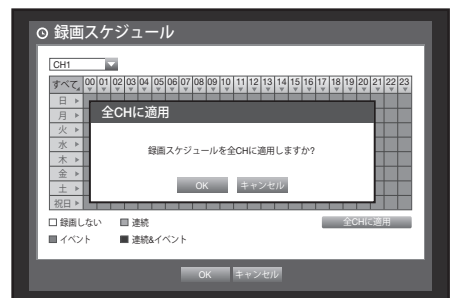 録画スケジュール
CH1
すべて 00 01 02 03 04 05 06 07 08 09 10 11 12 13 14 15 16 17 18 19 20 21 22 23
日
月
火
水
木
金
土
祝日
全CHに適用
録画スケジュールを全CHに適用しますか?
OK キャンセル
録画しない 連続 全CHに適用
イベント 連続&イベント
OK キャンセル